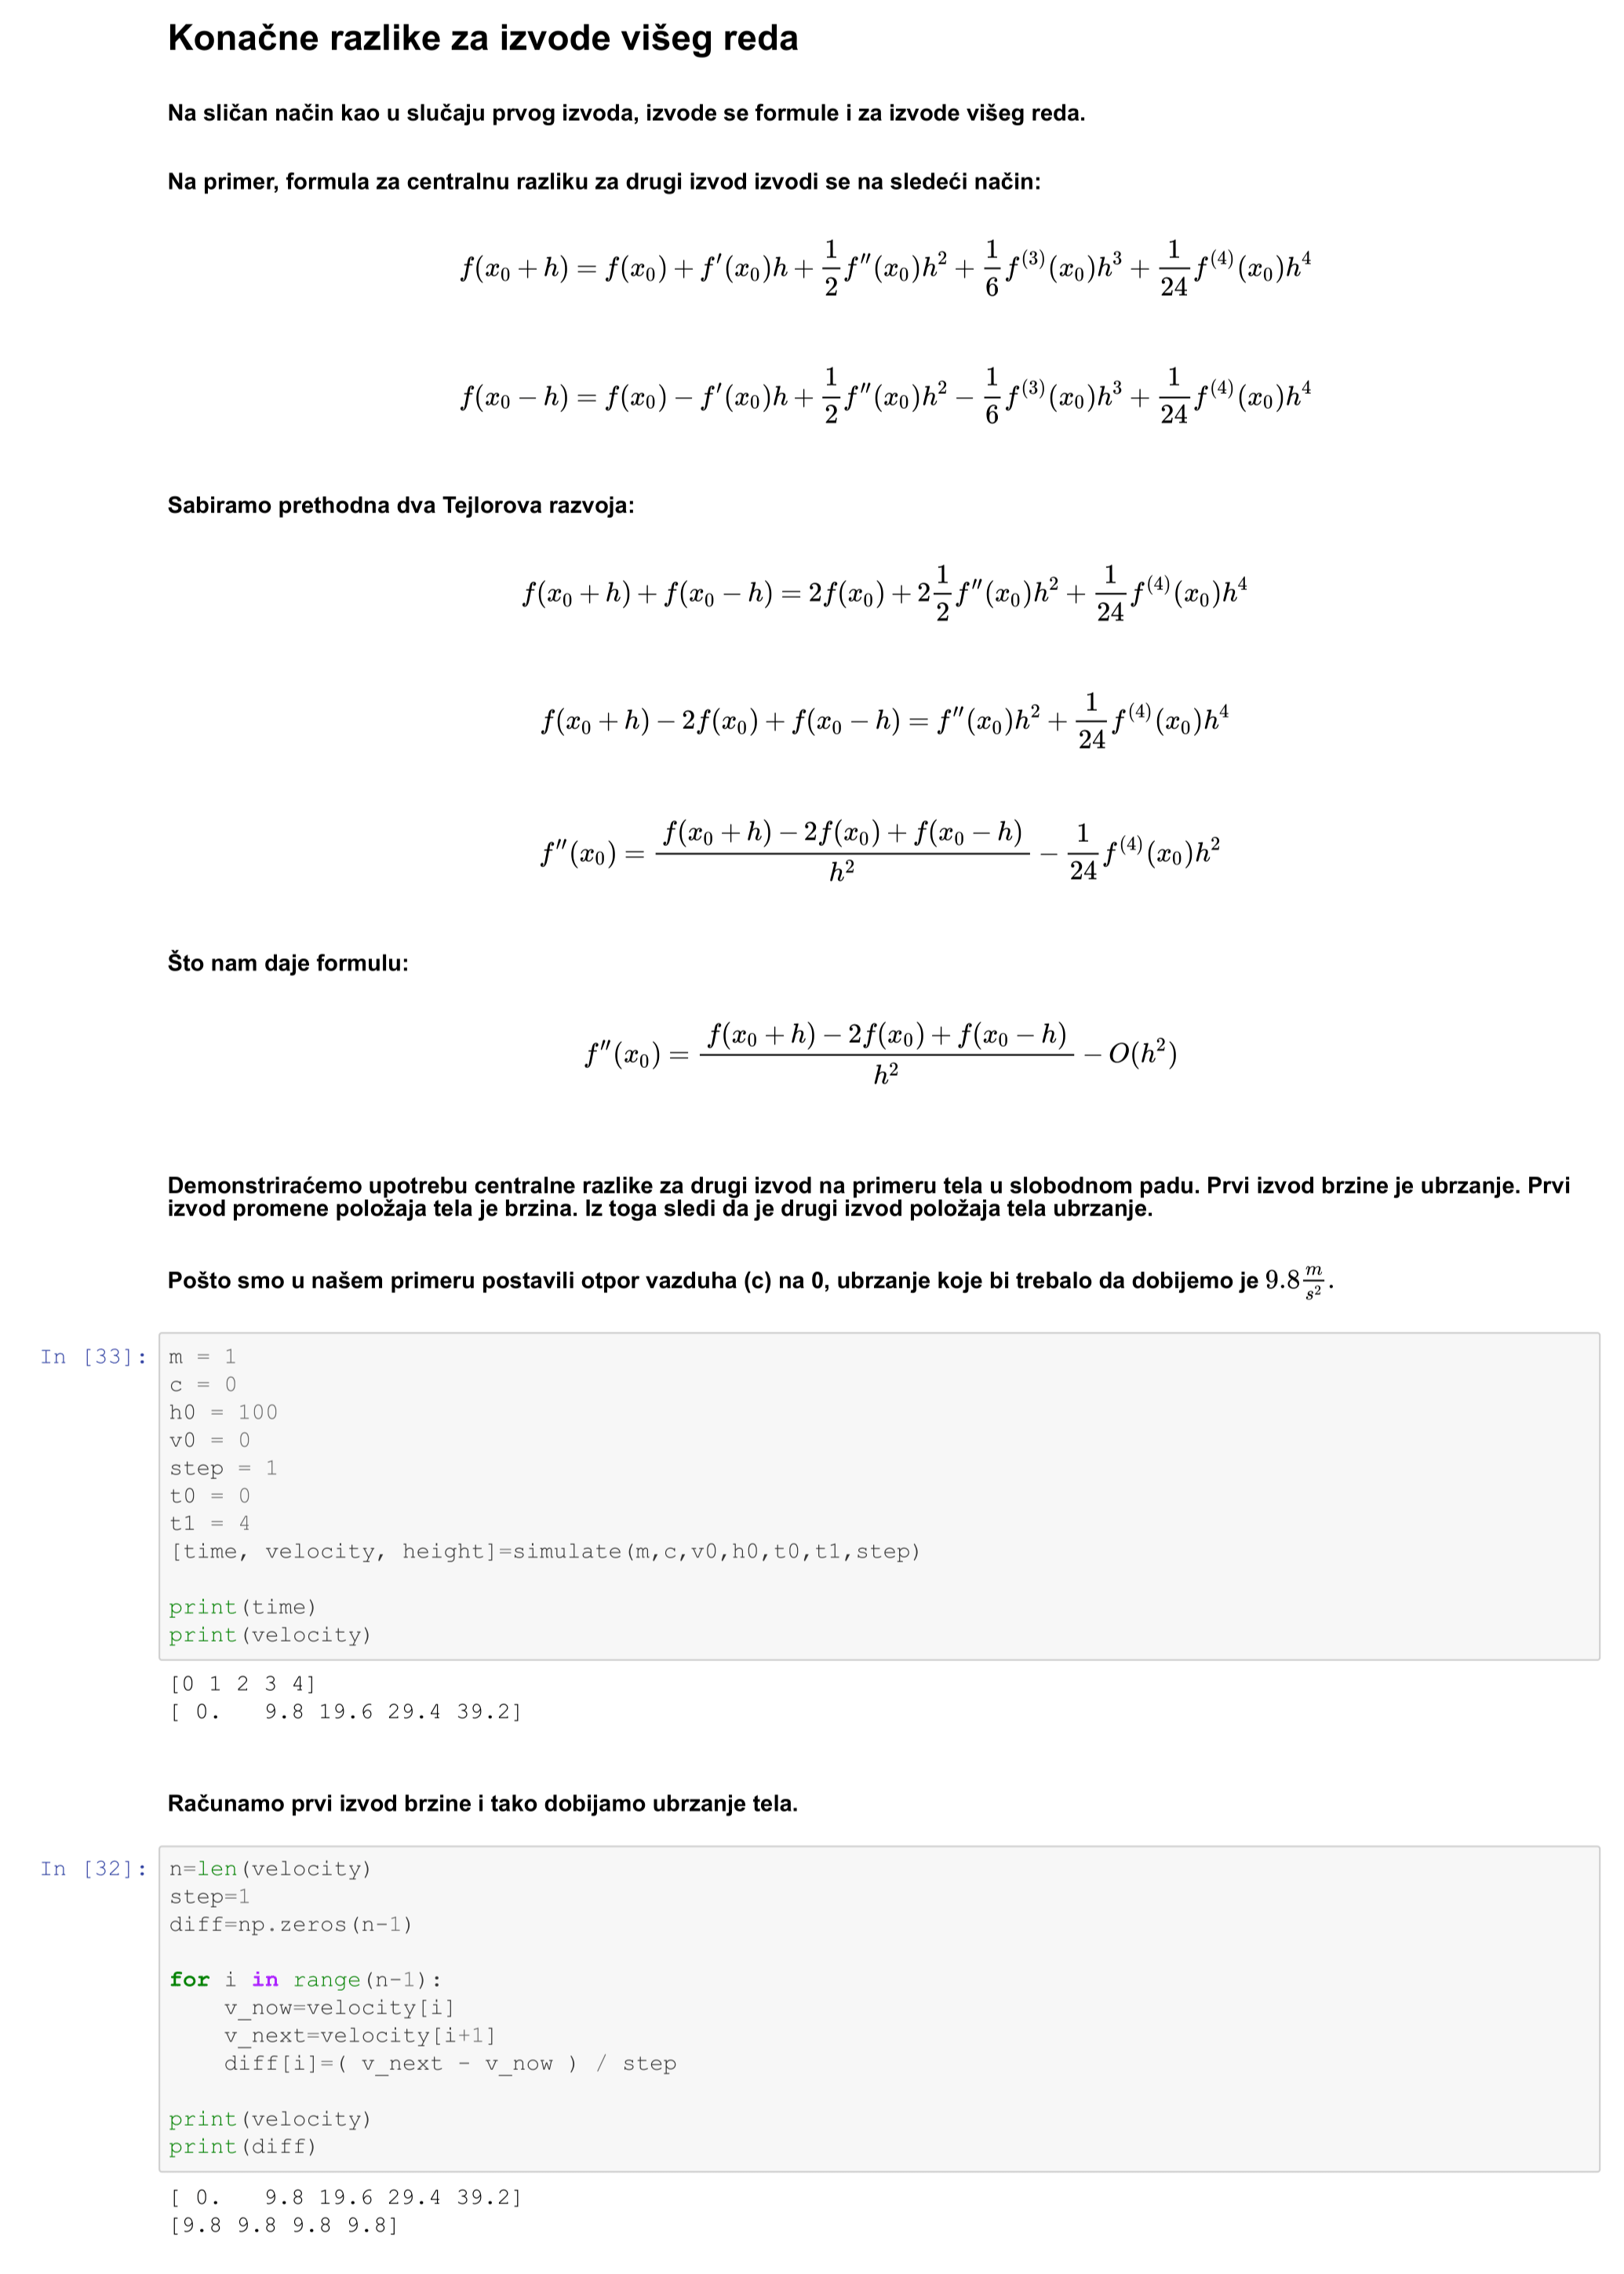 Konačne razlike za izvode višeg reda
Na sličan način kao u slučaju prvog izvoda, izvode se formule i za izvode višeg reda.
Na primer, formula za centralnu razliku za drugi izvod izvodi se na sledeći način:
$f(x_0 + h) = f(x_0) + f'(x_0)h + \frac{1}{2}f''(x_0)h^2 + \frac{1}{6}f^{(3)}(x_0)h^3 + \frac{1}{24}f^{(4)}(x_0)h^4$
$f(x_0 - h) = f(x_0) - f'(x_0)h + \frac{1}{2}f''(x_0)h^2 - \frac{1}{6}f^{(3)}(x_0)h^3 + \frac{1}{24}f^{(4)}(x_0)h^4$
Sabiramo prethodna dva Tejlorova razvoja:
$f(x_0 + h) + f(x_0 - h) = 2f(x_0) + 2\frac{1}{2}f''(x_0)h^2 + \frac{1}{24}f^{(4)}(x_0)h^4$
$f(x_0 + h) - 2f(x_0) + f(x_0 - h) = f''(x_0)h^2 + \frac{1}{24}f^{(4)}(x_0)h^4$
$f''(x_0) = \frac{f(x_0 + h) - 2f(x_0) + f(x_0 - h)}{h^2} - \frac{1}{24}f^{(4)}(x_0)h^2$
Što nam daje formulu:
$f''(x_0) = \frac{f(x_0 + h) - 2f(x_0) + f(x_0 - h)}{h^2} - O(h^2)$
Demonstriraćemo upotrebu centralne razlike za drugi izvod na primeru tela u slobodnom padu. Prvi izvod brzine je ubrzanje. Prvi
izvod promene položaja tela je brzina. Iz toga sledi da je drugi izvod položaja tela ubrzanje.
Pošto smo u našem primeru postavili otpor vazduha (c) na 0, ubrzanje koje bi trebalo da dobijemo je $9.8\frac{m}{s^2}$.
In [33]: m = 1
c = 0
h0 = 100
v0 = 0
step = 1
t0 = 0
t1 = 4
[time, velocity, height]=simulate(m,c,v0,h0,t0,t1,step)
print(time)
print(velocity)
[0 1 2 3 4]
[ 0.   9.8 19.6 29.4 39.2]
Računamo prvi izvod brzine i tako dobijamo ubrzanje tela.
In [32]: n=len(velocity)
step=1
diff=np.zeros(n-1)
for i in range(n-1):
    v_now=velocity[i]
    v_next=velocity[i+1]
    diff[i]=( v_next - v_now ) / step
print(velocity)
print(diff)
[ 0.   9.8 19.6 29.4 39.2]
[9.8 9.8 9.8 9.8]